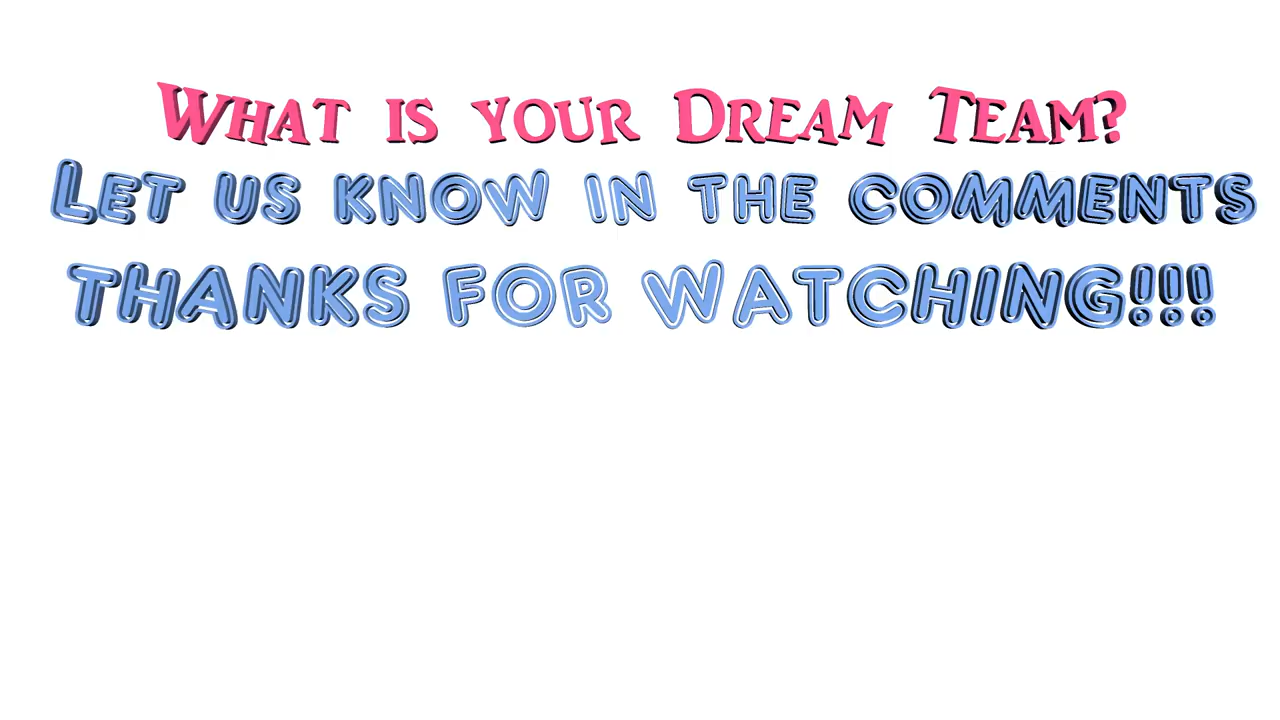 What is your Dream Team?
Let us know in the comments
THANKS FOR WATCHING!!!